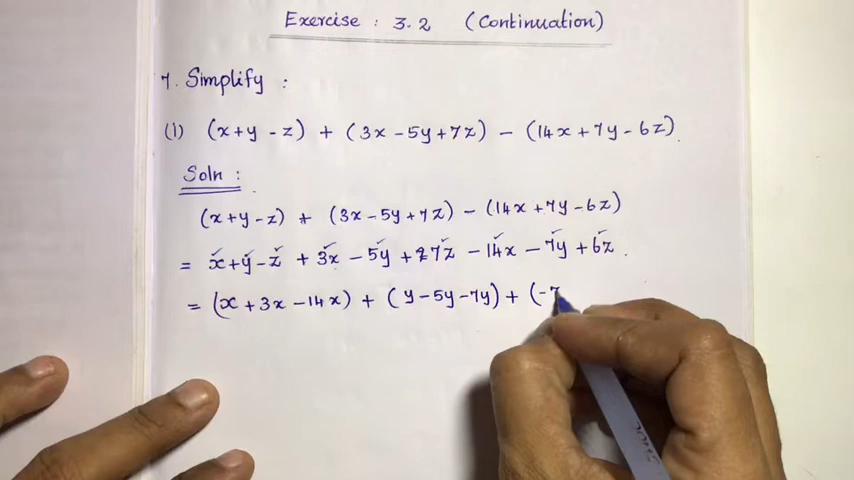 Exercise : 3.2 (Continuation)
7. Simplify :
(1) (x+y-z) + (3x-5y+7z) - (14x+7y-6z).
Soln :
(x+y-z) + (3x-5y+7z) - (14x+7y-6z)
= x+y-z + 3x - 5y + 7z - 14x - 7y + 6z.
= (x+3x-14x) + (y-5y-7y) + (-z